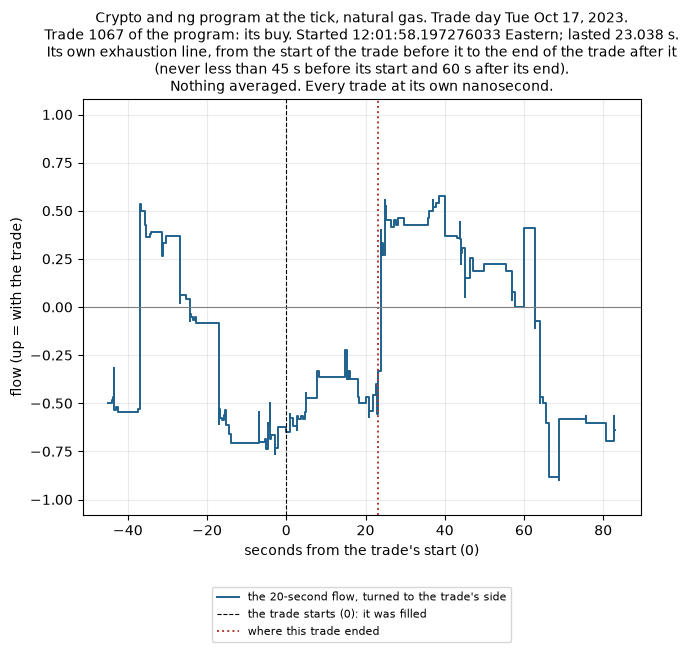 Crypto and ng program at the tick, natural gas. Trade day Tue Oct 17, 2023.
Trade 1067 of the program: its buy. Started 12:01:58.197276033 Eastern; lasted 23.038 s.
Its own exhaustion line, from the start of the trade before it to the end of the trade after it
(never less than 45 s before its start and 60 s after its end).
Nothing averaged. Every trade at its own nanosecond.
1.00
0.75
0.50
0.25
0.00
−0.25
−0.50
−0.75
−1.00
flow (up = with the trade)
−40
−20
0
20
40
60
80
seconds from the trade's start (0)
the 20-second flow, turned to the trade's side
the trade starts (0): it was filled
where this trade ended